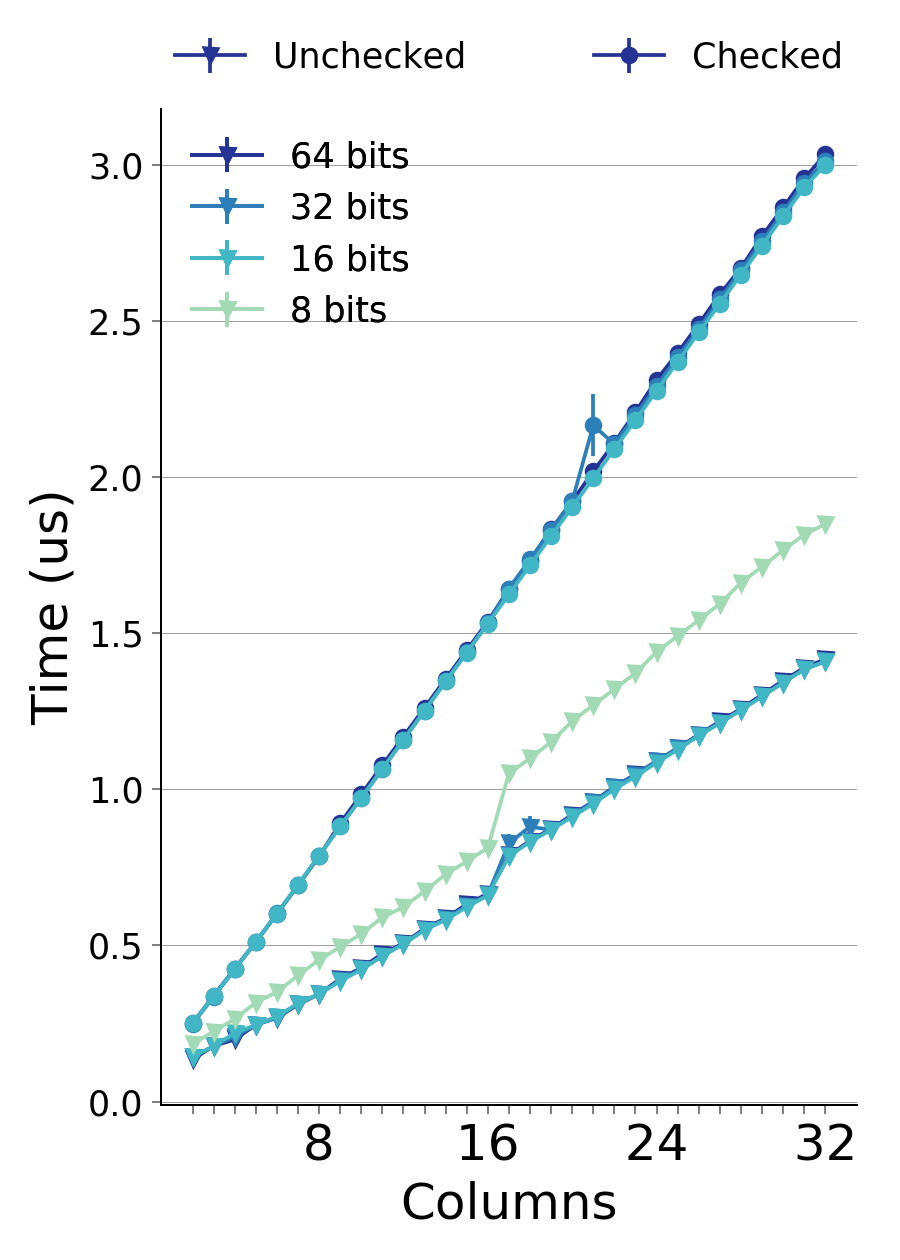 Unchecked Checked
64 bits
32 bits
16 bits
8 bits
3.0
2.5
2.0
1.5
1.0
0.5
0.0
Time (us)
8 16 24 32
Columns